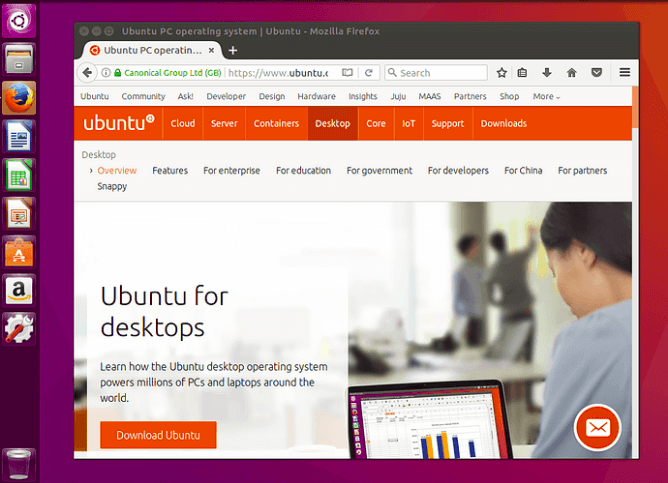 Ubuntu PC operating system | Ubuntu - Mozilla Firefox
Ubuntu PC operatin...
Canonical Group Ltd (GB) https://www.ubuntu.c Search
Ubuntu Community Ask! Developer Design Hardware Insights Juju MAAS Partners Shop More
ubuntu Cloud Server Containers Desktop Core IoT Support Downloads
Desktop
› Overview Features For enterprise For education For government For developers For China For partners
Snappy
Ubuntu for
desktops
Learn how the Ubuntu desktop operating system
powers millions of PCs and laptops around the
world.
Download Ubuntu